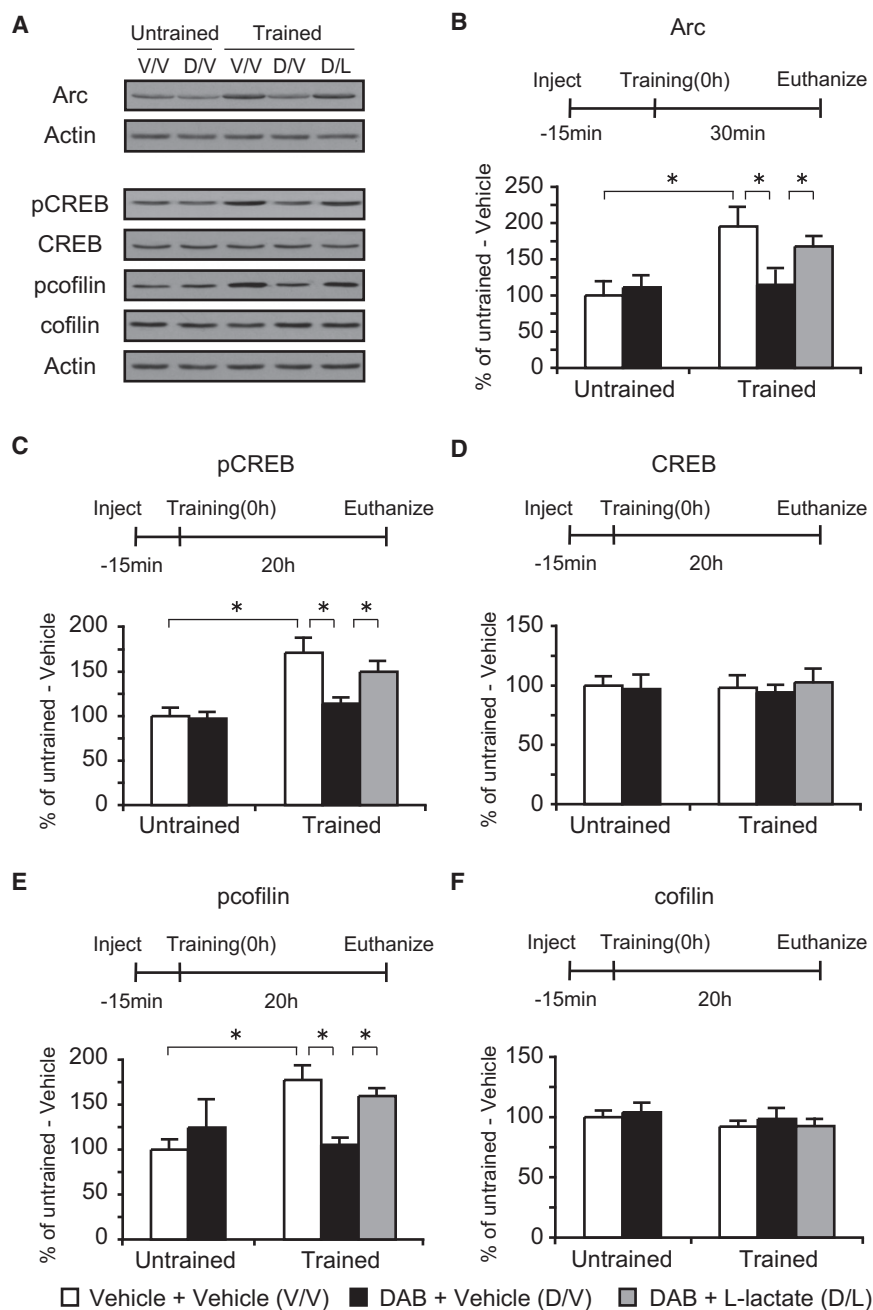 A
Untrained Trained
V/V D/V V/V D/V D/L
Arc
Actin
pCREB
CREB
pcofilin
cofilin
Actin
B
Arc
Inject Training(0h) Euthanize
-15min 30min
% of untrained - Vehicle
250
200
150
100
50
0
* * *
Untrained Trained
C
pCREB
Inject Training(0h) Euthanize
-15min 20h
% of untrained - Vehicle
200
150
100
50
0
* * *
Untrained Trained
D
CREB
Inject Training(0h) Euthanize
-15min 20h
% of untrained - Vehicle
150
100
50
0
Untrained Trained
E
pcofilin
Inject Training(0h) Euthanize
-15min 20h
% of untrained - Vehicle
200
150
100
50
0
* * *
Untrained Trained
F
cofilin
Inject Training(0h) Euthanize
-15min 20h
% of untrained - Vehicle
150
100
50
0
Untrained Trained
Vehicle + Vehicle (V/V) DAB + Vehicle (D/V) DAB + L-lactate (D/L)